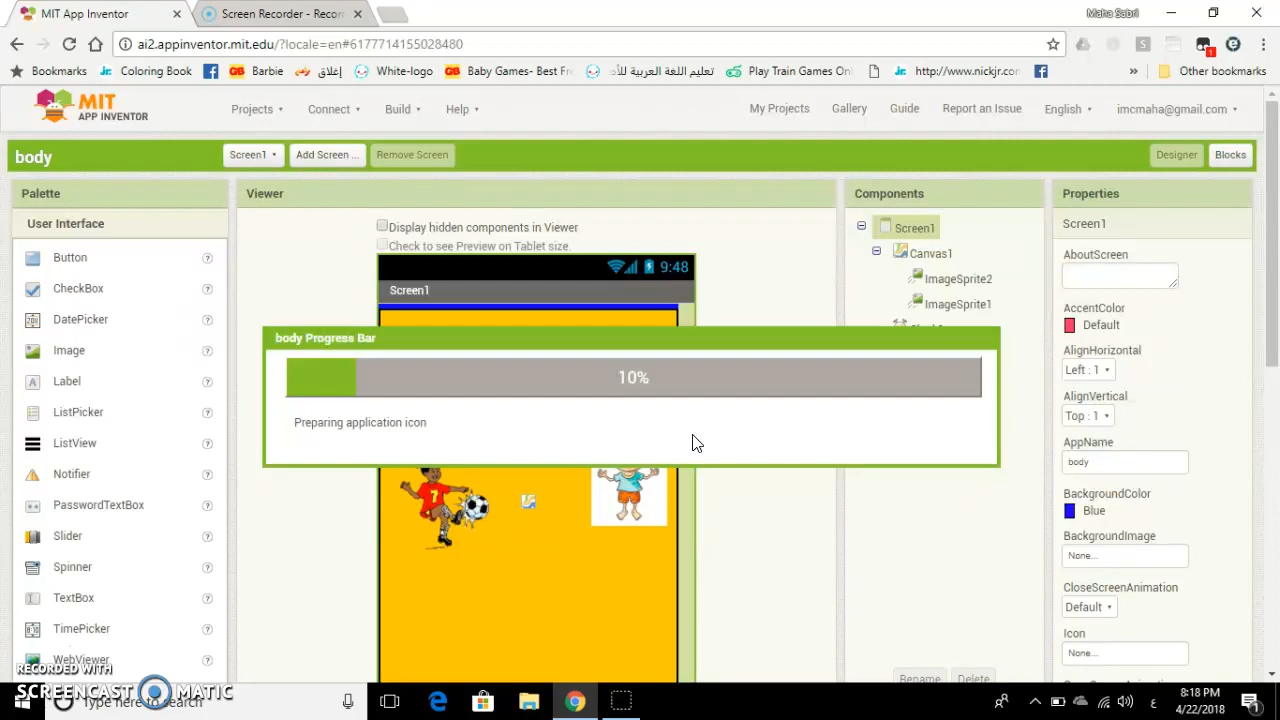 MIT App Inventor
Screen Recorder - Recor
Maha Sabri
ai2.appinventor.mit.edu/?locale=en#6177714155028480
Bookmarks
Coloring Book
Barbie
إغلاق
White-logo
Baby Games- Best Fr
تعليم اللغة العربية للأ
Play Train Games Onl
http://www.nickjr.co
Other bookmarks
MIT
APP INVENTOR
Projects
Connect
Build
Help
My Projects
Gallery
Guide
Report an Issue
English
imcmaha@gmail.com
body
Screen1
Add Screen ...
Remove Screen
Designer
Blocks
Palette
Viewer
Components
Properties
User Interface
Button
CheckBox
DatePicker
Image
Label
ListPicker
ListView
Notifier
PasswordTextBox
Slider
Spinner
TextBox
TimePicker
WebViewer
Display hidden components in Viewer
Check to see Preview on Tablet size.
9:48
Screen1
body Progress Bar
10%
Preparing application icon
7
Screen1
Canvas1
ImageSprite2
ImageSprite1
Rename
Delete
Screen1
AboutScreen
AccentColor
Default
AlignHorizontal
Left : 1
AlignVertical
Top : 1
AppName
body
BackgroundColor
Blue
BackgroundImage
None...
CloseScreenAnimation
Default
Icon
None...
RECORDED WITH
SCREENCAST MATIC
Type here to search
ع
8:18 PM
4/22/2018